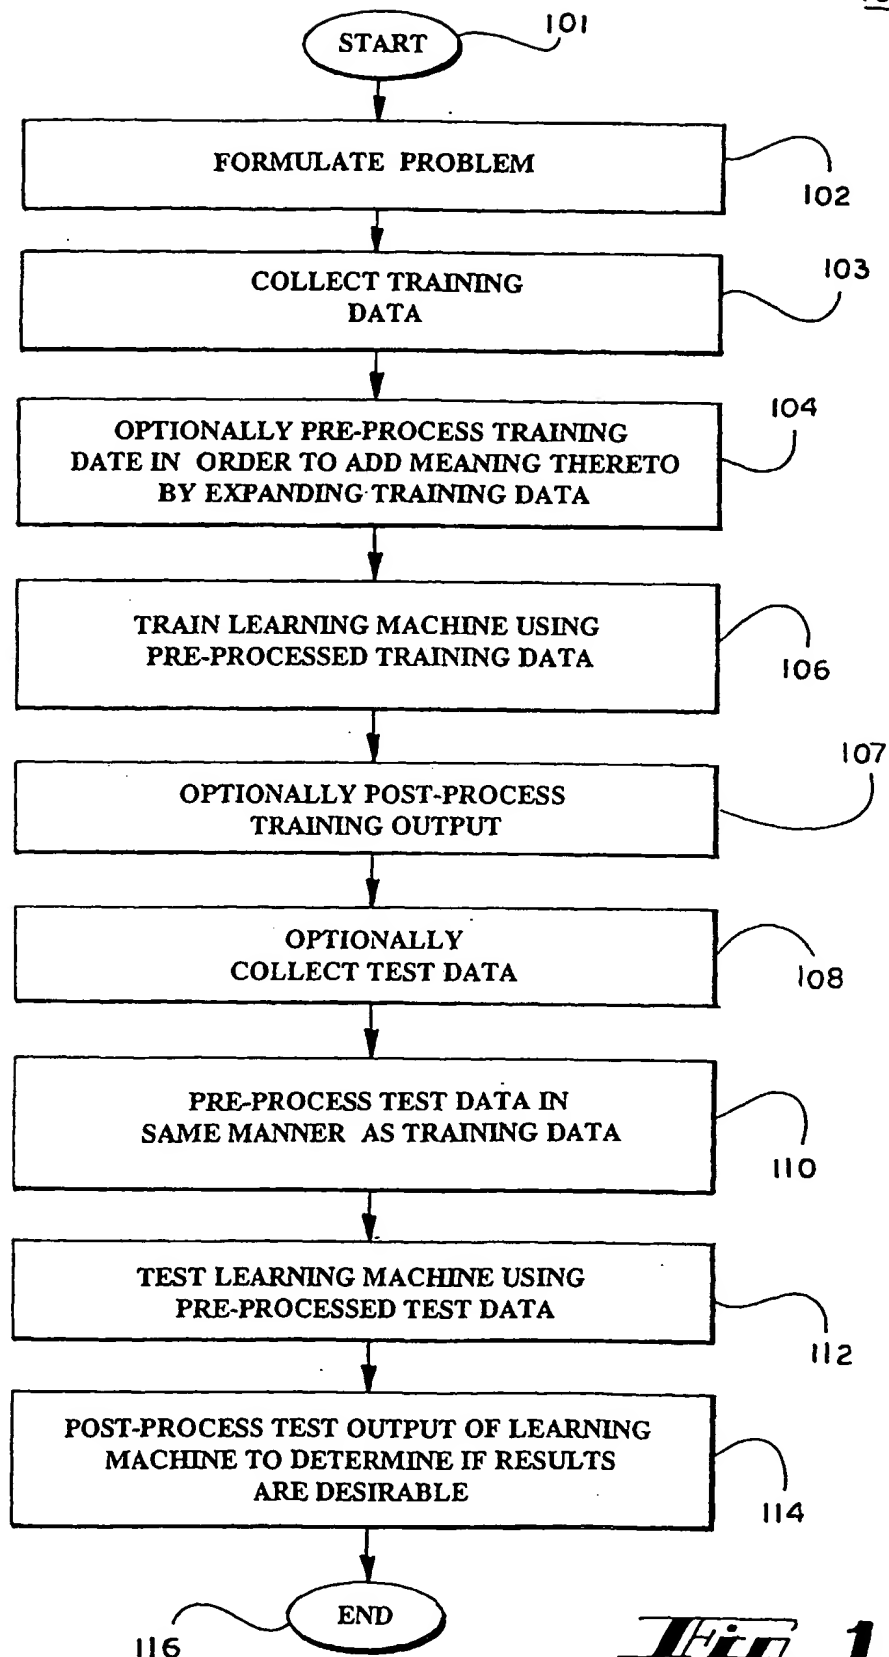 START
101
FORMULATE PROBLEM
102
COLLECT TRAINING
DATA
103
OPTIONALLY PRE-PROCESS TRAINING
DATE IN ORDER TO ADD MEANING THERETO
BY EXPANDING TRAINING DATA
104
TRAIN LEARNING MACHINE USING
PRE-PROCESSED TRAINING DATA
106
OPTIONALLY POST-PROCESS
TRAINING OUTPUT
107
OPTIONALLY
COLLECT TEST DATA
108
PRE-PROCESS TEST DATA IN
SAME MANNER AS TRAINING DATA
110
TEST LEARNING MACHINE USING
PRE-PROCESSED TEST DATA
112
POST-PROCESS TEST OUTPUT OF LEARNING
MACHINE TO DETERMINE IF RESULTS
ARE DESIRABLE
114
END
116
Fig. 1